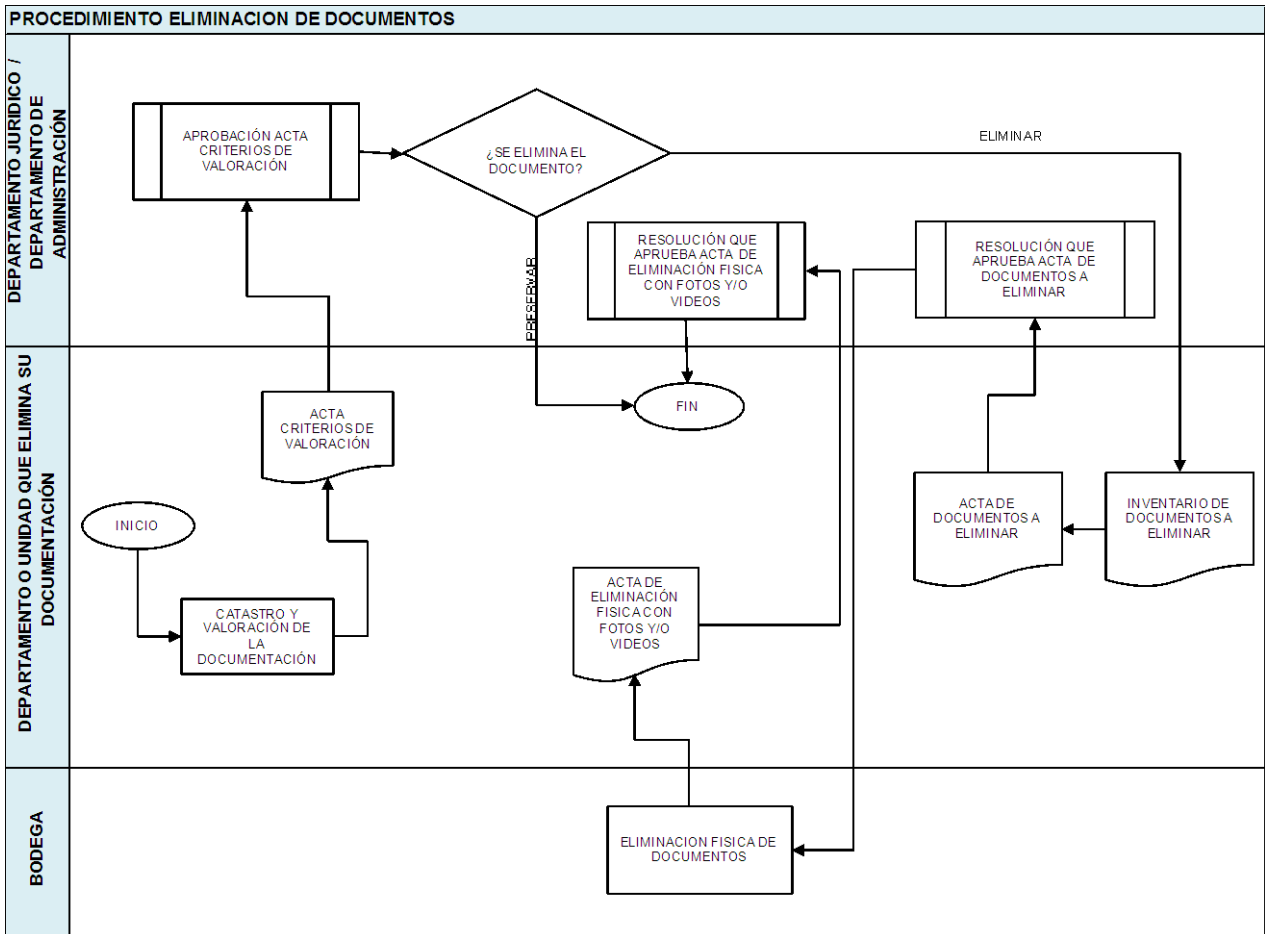 PROCEDIMIENTO ELIMINACION DE DOCUMENTOS
DEPARTAMENTO JURIDICO /
DEPARTAMENTO DE
ADMINISTRACIÓN
APROBACIÓN ACTA
CRITERIOS DE
VALORACIÓN
¿SE ELIMINA EL
DOCUMENTO?
ELIMINAR
PRESERVAR
RESOLUCIÓN QUE
APRUEBA ACTA DE
ELIMINACIÓN FISICA
CON FOTOS Y/O
VIDEOS
RESOLUCIÓN QUE
APRUEBA ACTA DE
DOCUMENTOS A
ELIMINAR
DEPARTAMENTO O UNIDAD QUE ELIMINA SU
DOCUMENTACIÓN
ACTA
CRITERIOS DE
VALORACIÓN
FIN
INICIO
CATASTRO Y
VALORACIÓN DE
LA
DOCUMENTACIÓN
ACTA DE
ELIMINACIÓN
FISICA CON
FOTOS Y/O
VIDEOS
ACTA DE
DOCUMENTOS A
ELIMINAR
INVENTARIO DE
DOCUMENTOS A
ELIMINAR
BODEGA
ELIMINACION FISICA DE
DOCUMENTOS